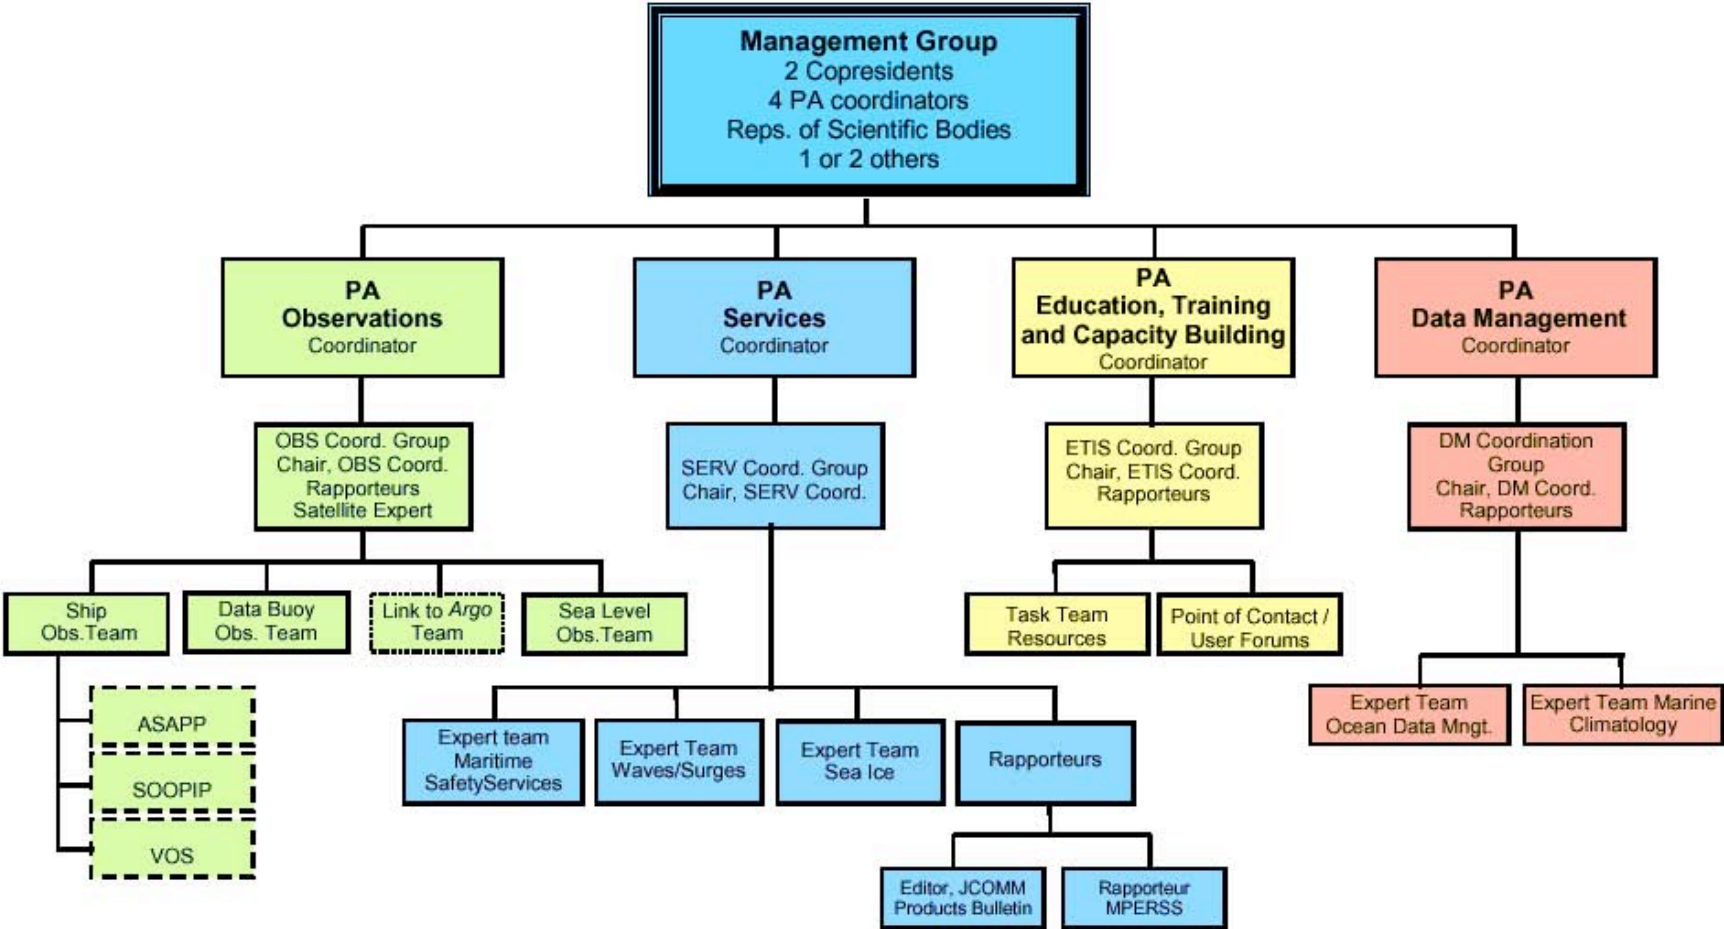 Management Group
2 Copresidents
4 PA coordinators
Reps. of Scientific Bodies
1 or 2 others
PA
Observations
Coordinator
PA
Services
Coordinator
PA
Education, Training
and Capacity Building
Coordinator
PA
Data Management
Coordinator
OBS Coord. Group
Chair, OBS Coord.
Rapporteurs
Satellite Expert
SERV Coord. Group
Chair, SERV Coord.
ETIS Coord. Group
Chair, ETIS Coord.
Rapporteurs
DM Coordination
Group
Chair, DM Coord.
Rapporteurs
Ship
Obs.Team
Data Buoy
Obs. Team
Link to Argo
Team
Sea Level
Obs.Team
Task Team
Resources
Point of Contact /
User Forums
ASAPP
SOOPIP
VOS
Expert team
Maritime
SafetyServices
Expert Team
Waves/Surges
Expert Team
Sea Ice
Rapporteurs
Expert Team
Ocean Data Mngt.
Expert Team Marine
Climatology
Editor, JCOMM
Products Bulletin
Rapporteur
MPERSS